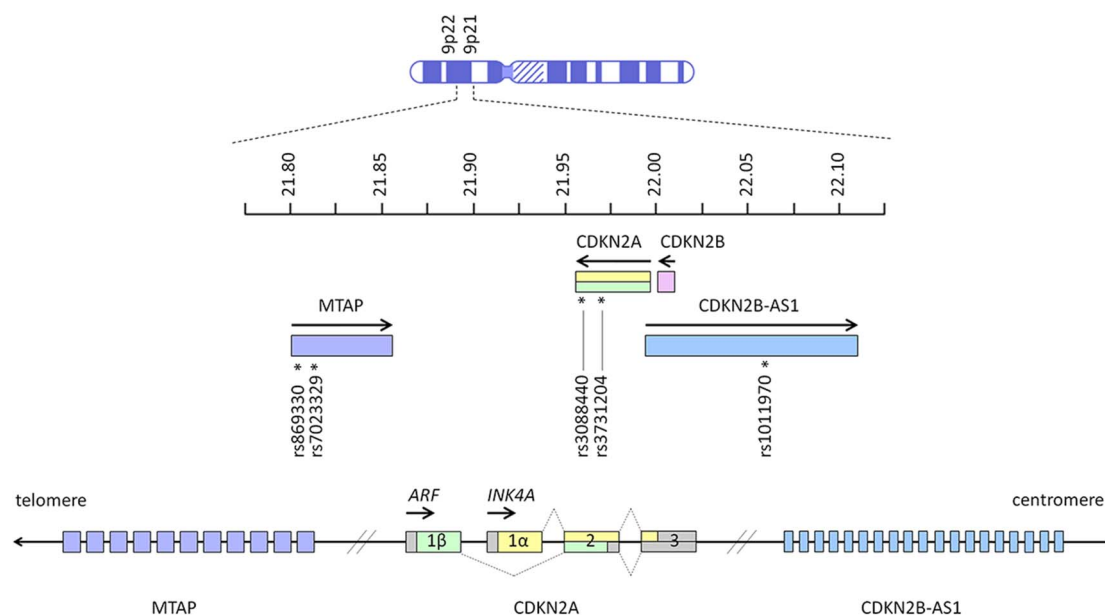 9p22
9p21
21.80
21.85
21.90
21.95
22.00
22.05
22.10
CDKN2A
CDKN2B
*
*
MTAP
CDKN2B-AS1
*
*
*
rs869330
rs7023329
rs3088440
rs3731204
rs1011970
telomere
ARF
INK4A
centromere
1β
1α
2
3
MTAP
CDKN2A
CDKN2B-AS1